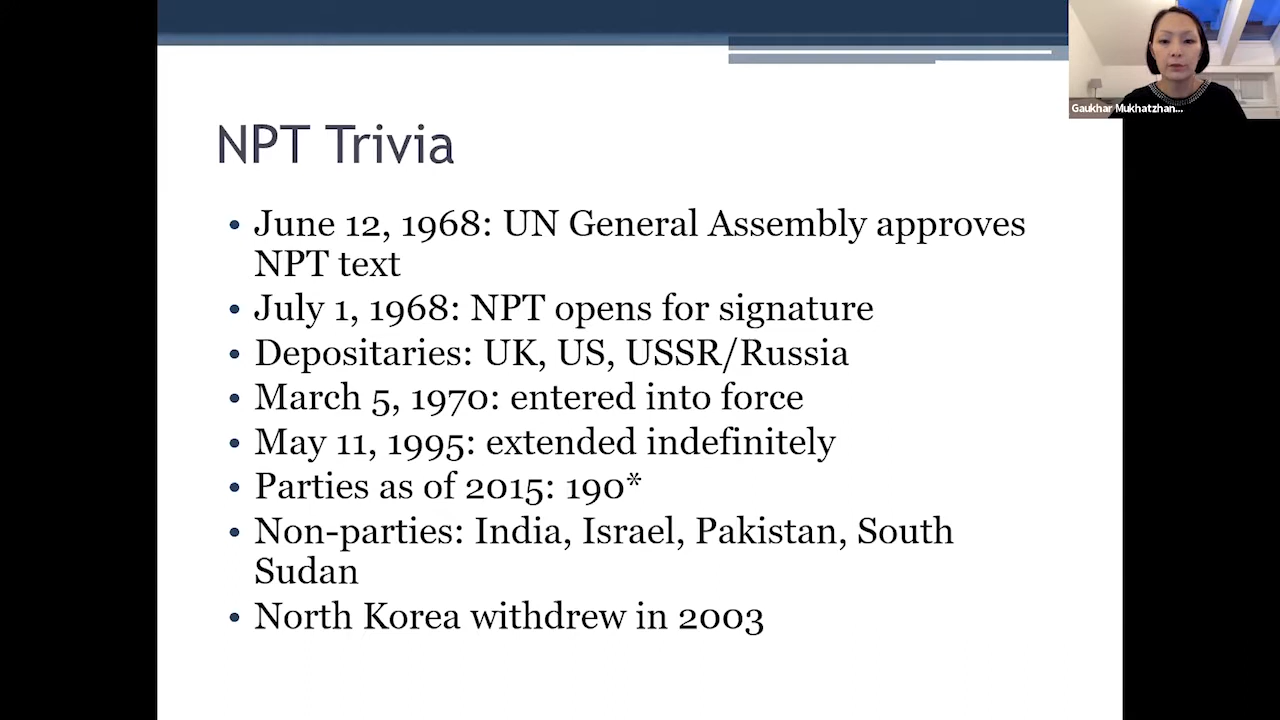 Gaukhar Mukhatzhan...
NPT Trivia
• June 12, 1968: UN General Assembly approves
NPT text
• July 1, 1968: NPT opens for signature
• Depositaries: UK, US, USSR/Russia
• March 5, 1970: entered into force
• May 11, 1995: extended indefinitely
• Parties as of 2015: 190*
• Non-parties: India, Israel, Pakistan, South
Sudan
• North Korea withdrew in 2003